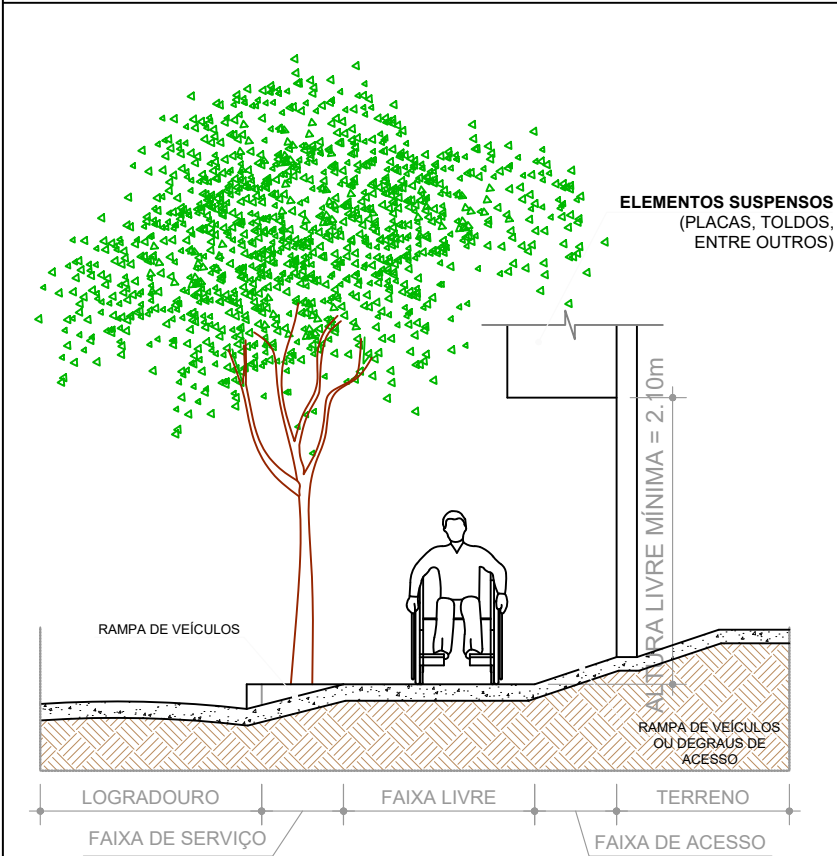 ELEMENTOS SUSPENSOS
(PLACAS, TOLDOS,
ENTRE OUTROS)
ALTURA LIVRE MÍNIMA = 2.10m
RAMPA DE VEÍCULOS
RAMPA DE VEÍCULOS
OU DEGRAUS DE
ACESSO
LOGRADOURO
FAIXA LIVRE
TERRENO
FAIXA DE SERVIÇO
FAIXA DE ACESSO